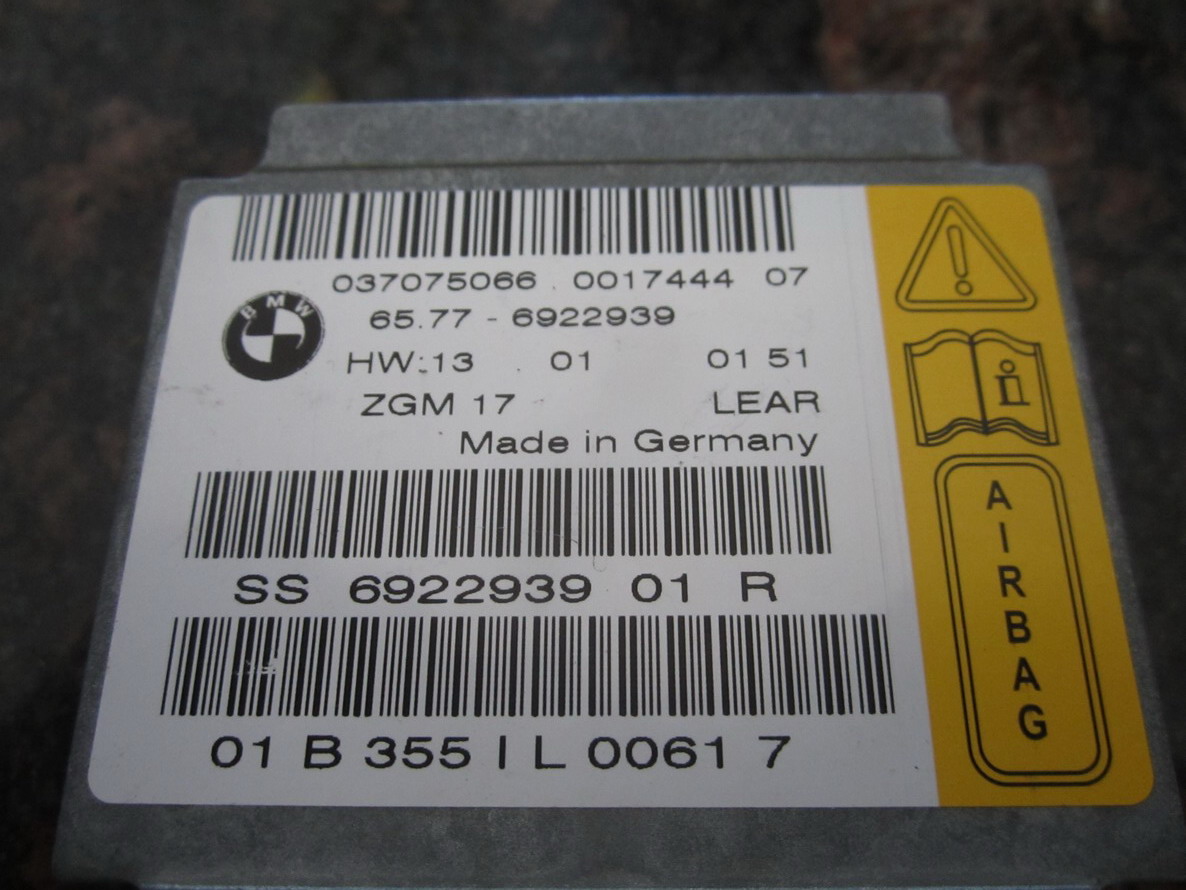 037075066 . 0017444 07
BMW
65.77 - 6922939
HW:13 . 01 01 51
ZGM 17 LEAR
Made in Germany
SS 6922939 01 R
01 B 355 I L 0061 7
i
AIRBAG